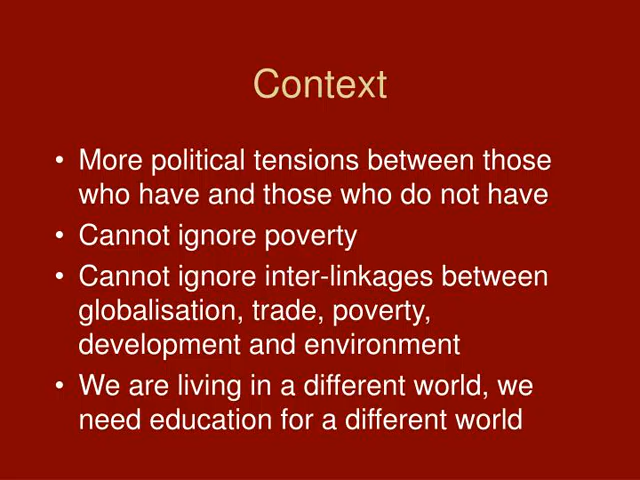 Context
• More political tensions between those
who have and those who do not have
• Cannot ignore poverty
• Cannot ignore inter-linkages between
globalisation, trade, poverty,
development and environment
• We are living in a different world, we
need education for a different world